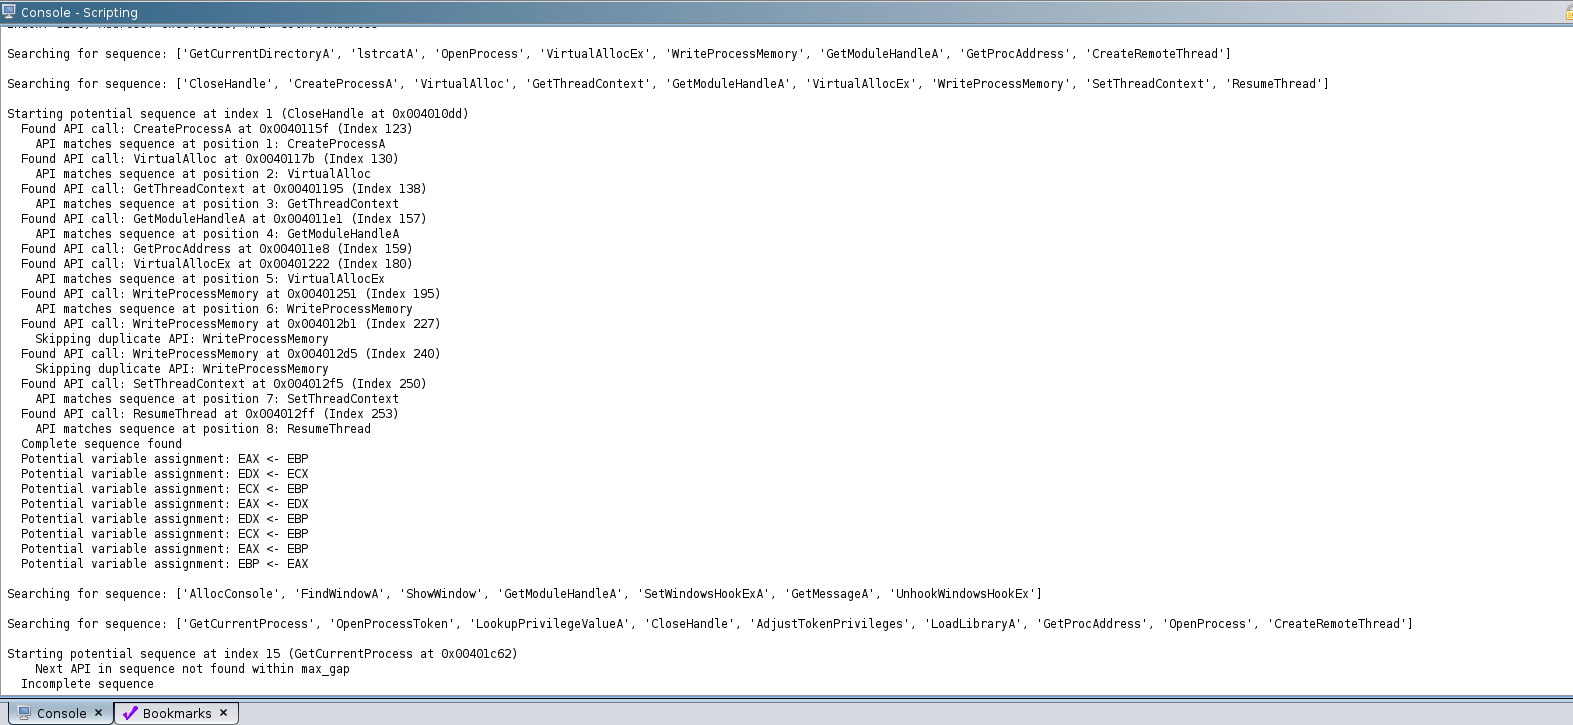 Console - Scripting
Searching for sequence: ['GetCurrentDirectoryA', 'lstrcatA', 'OpenProcess', 'VirtualAllocEx', 'WriteProcessMemory', 'GetModuleHandleA', 'GetProcAddress', 'CreateRemoteThread']
Searching for sequence: ['CloseHandle', 'CreateProcessA', 'VirtualAlloc', 'GetThreadContext', 'GetModuleHandleA', 'VirtualAllocEx', 'WriteProcessMemory', 'SetThreadContext', 'ResumeThread']
Starting potential sequence at index 1 (CloseHandle at 0x004010dd)
Found API call: CreateProcessA at 0x0040115f (Index 123)
API matches sequence at position 1: CreateProcessA
Found API call: VirtualAlloc at 0x0040117b (Index 130)
API matches sequence at position 2: VirtualAlloc
Found API call: GetThreadContext at 0x00401195 (Index 138)
API matches sequence at position 3: GetThreadContext
Found API call: GetModuleHandleA at 0x004011e1 (Index 157)
API matches sequence at position 4: GetModuleHandleA
Found API call: GetProcAddress at 0x004011e8 (Index 159)
Found API call: VirtualAllocEx at 0x00401222 (Index 180)
API matches sequence at position 5: VirtualAllocEx
Found API call: WriteProcessMemory at 0x00401251 (Index 195)
API matches sequence at position 6: WriteProcessMemory
Found API call: WriteProcessMemory at 0x004012b1 (Index 227)
Skipping duplicate API: WriteProcessMemory
Found API call: WriteProcessMemory at 0x004012d5 (Index 240)
Skipping duplicate API: WriteProcessMemory
Found API call: SetThreadContext at 0x004012f5 (Index 250)
API matches sequence at position 7: SetThreadContext
Found API call: ResumeThread at 0x004012ff (Index 253)
API matches sequence at position 8: ResumeThread
Complete sequence found
Potential variable assignment: EAX <- EBP
Potential variable assignment: EDX <- ECX
Potential variable assignment: ECX <- EBP
Potential variable assignment: EAX <- EDX
Potential variable assignment: EDX <- EBP
Potential variable assignment: ECX <- EBP
Potential variable assignment: EAX <- EBP
Potential variable assignment: EBP <- EAX
Searching for sequence: ['AllocConsole', 'FindWindowA', 'ShowWindow', 'GetModuleHandleA', 'SetWindowsHookExA', 'GetMessageA', 'UnhookWindowsHookEx']
Searching for sequence: ['GetCurrentProcess', 'OpenProcessToken', 'LookupPrivilegeValueA', 'CloseHandle', 'AdjustTokenPrivileges', 'LoadLibraryA', 'GetProcAddress', 'OpenProcess', 'CreateRemoteThread']
Starting potential sequence at index 15 (GetCurrentProcess at 0x00401c62)
Next API in sequence not found within max_gap
Incomplete sequence
Console × Bookmarks ×